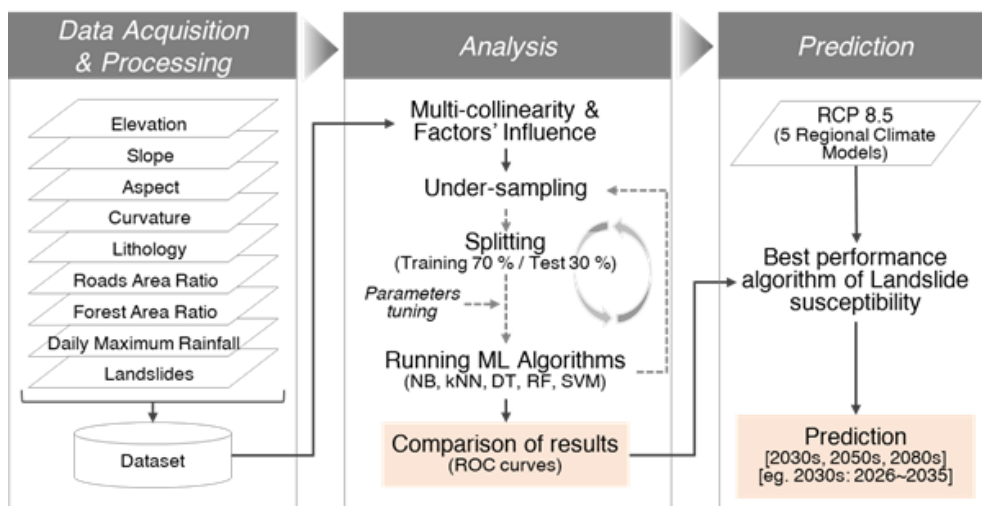 Data Acquisition
& Processing
Elevation
Slope
Aspect
Curvature
Lithology
Roads Area Ratio
Forest Area Ratio
Daily Maximum Rainfall
Landslides
Dataset
Analysis
Multi-collinearity &
Factors' Influence
Under-sampling
Splitting
(Training 70 % / Test 30 %)
Parameters
tuning
Running ML Algorithms
(NB, kNN, DT, RF, SVM)
Comparison of results
(ROC curves)
Prediction
RCP 8.5
(5 Regional Climate
Models)
Best performance
algorithm of Landslide
susceptibility
Prediction
[2030s, 2050s, 2080s]
[eg. 2030s: 2026~2035]